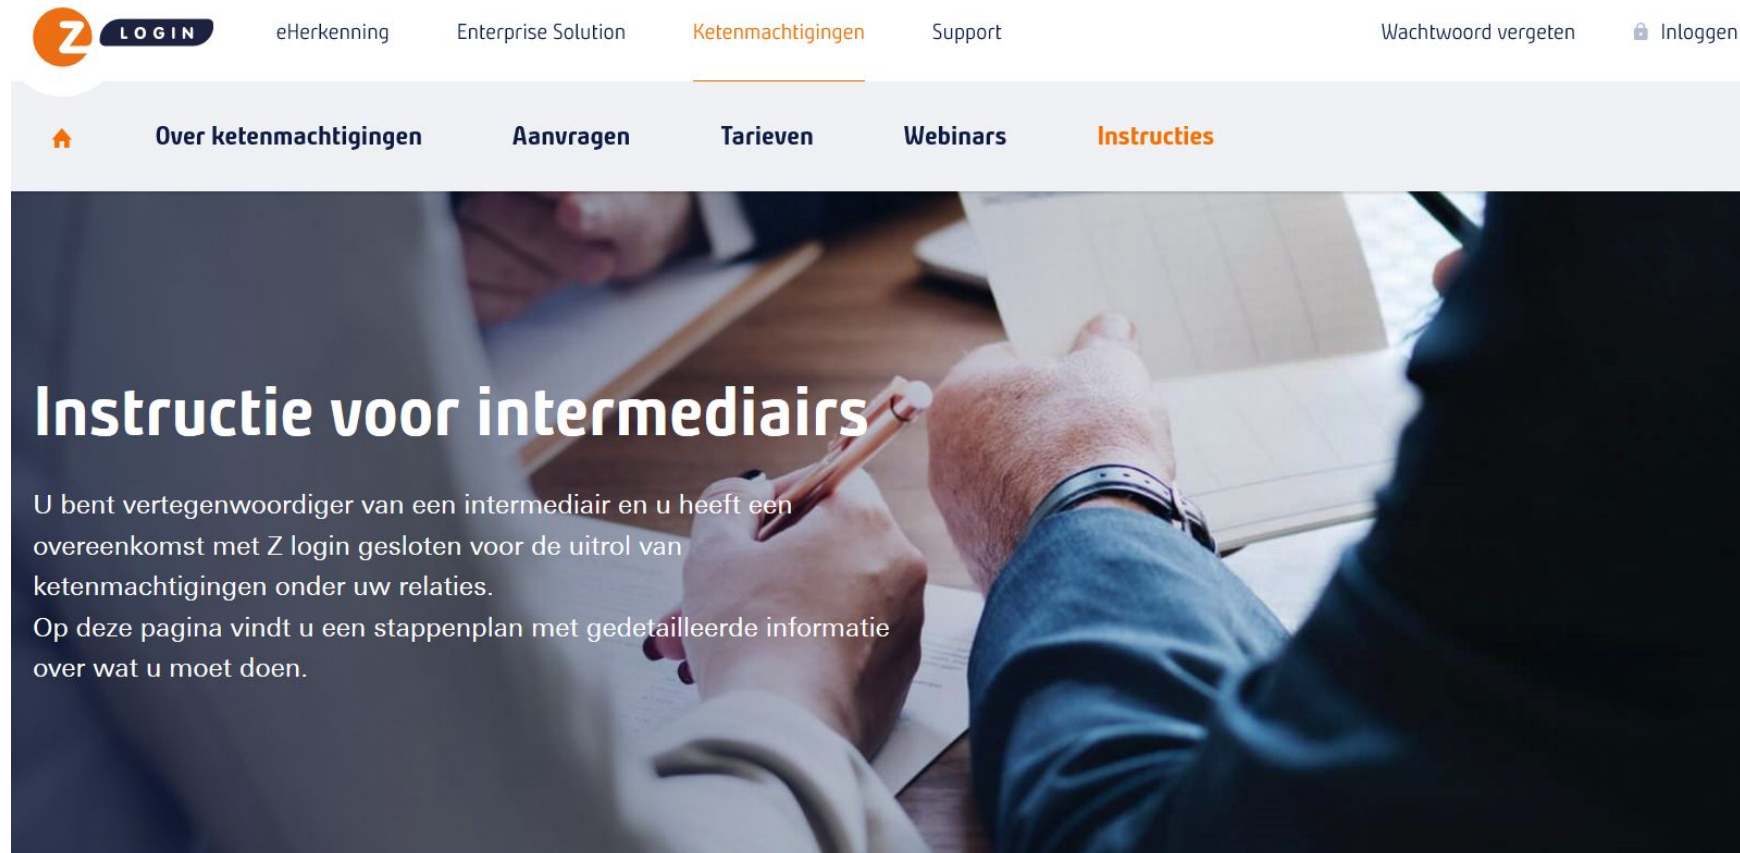 Z LOGIN eHerkenning Enterprise Solution Ketenmachtigingen Support Wachtwoord vergeten Inloggen
Over ketenmachtigingen Aanvragen Tarieven Webinars Instructies
Instructie voor intermediairs
U bent vertegenwoordiger van een intermediair en u heeft een
overeenkomst met Z login gesloten voor de uitrol van
ketenmachtigingen onder uw relaties.
Op deze pagina vindt u een stappenplan met gedetailleerde informatie
over wat u moet doen.